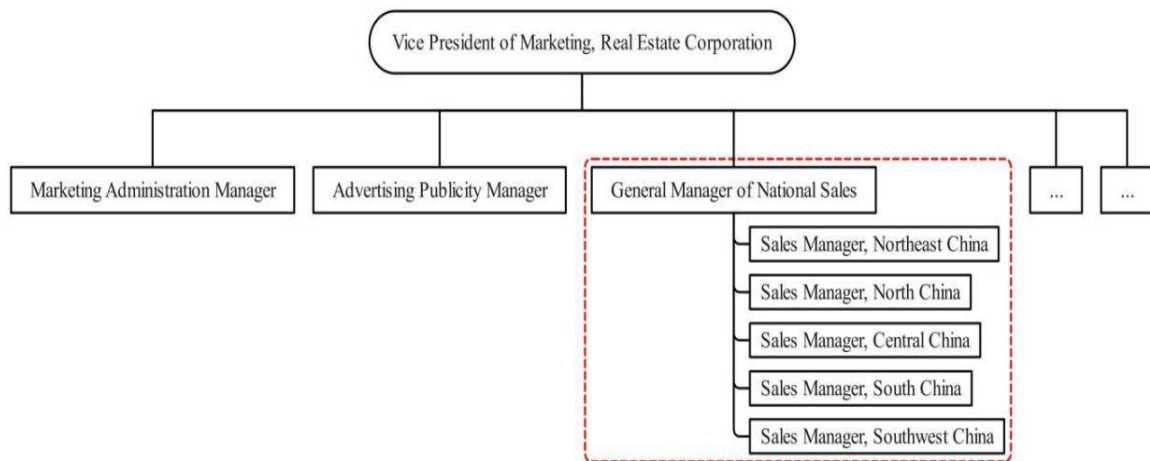 Vice President of Marketing, Real Estate Corporation
Marketing Administration Manager
Advertising Publicity Manager
General Manager of National Sales
...
...
Sales Manager, Northeast China
Sales Manager, North China
Sales Manager, Central China
Sales Manager, South China
Sales Manager, Southwest China